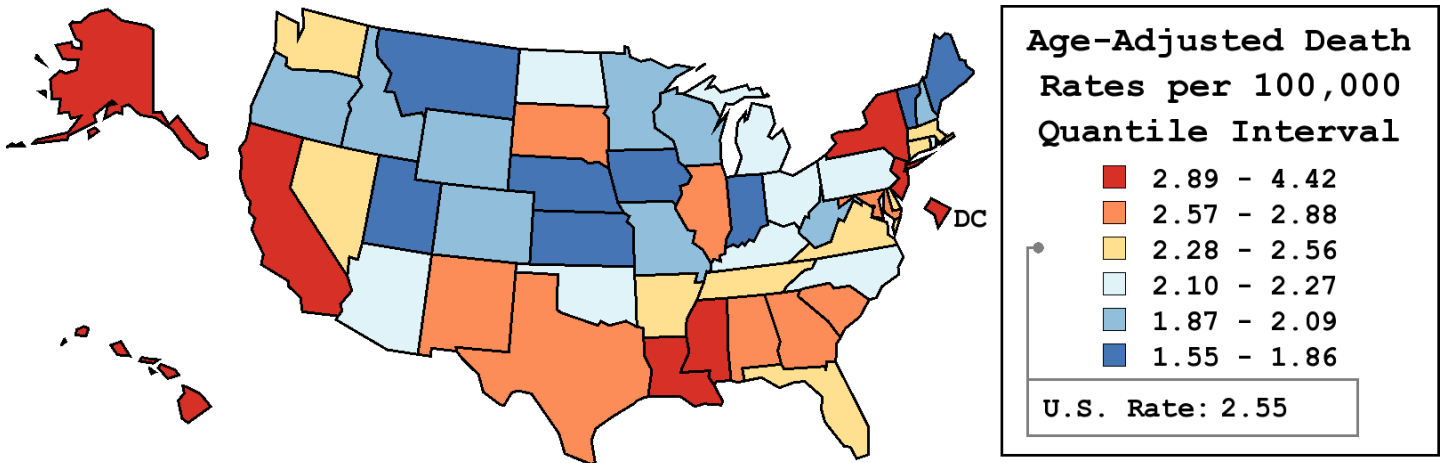 Age-Adjusted Death
Rates per 100,000
Quantile Interval
2.89 - 4.42
2.57 - 2.88
2.28 - 2.56
2.10 - 2.27
1.87 - 2.09
1.55 - 1.86
U.S. Rate: 2.55
DC